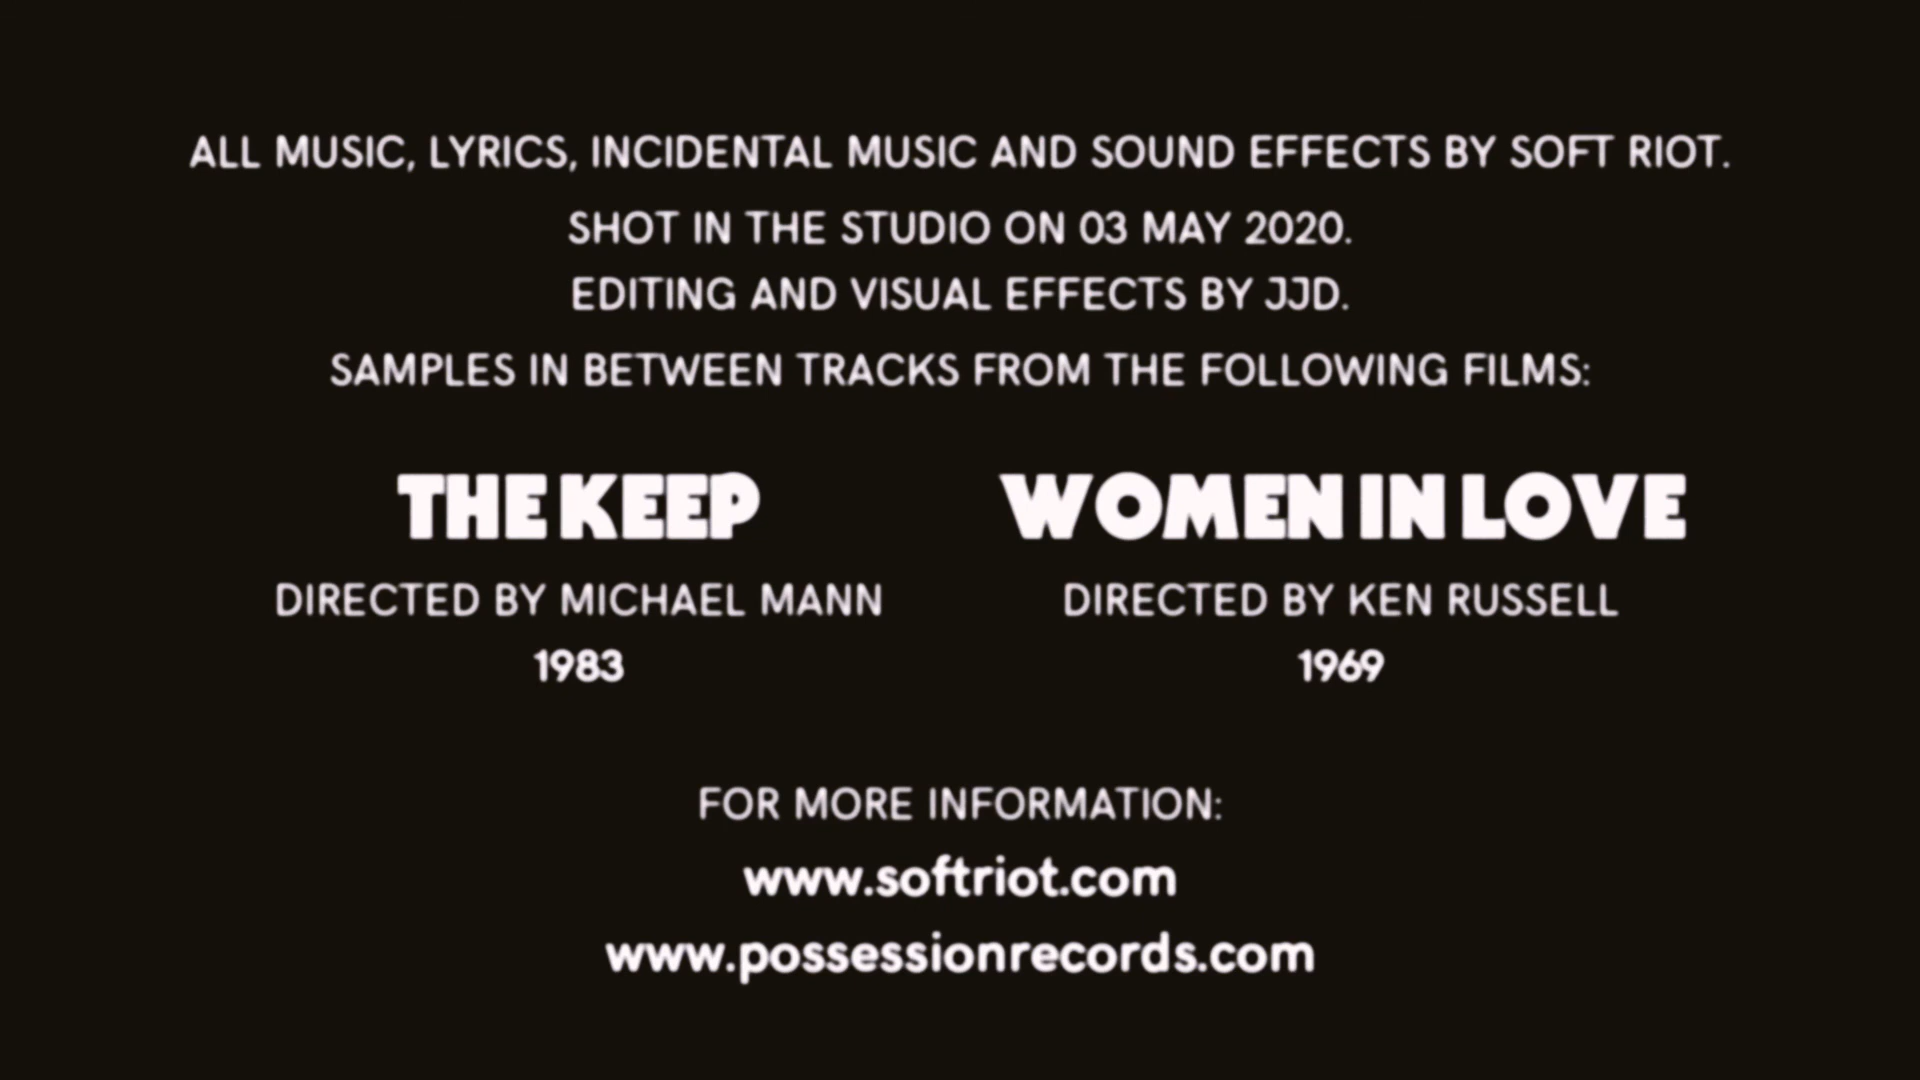 ALL MUSIC, LYRICS, INCIDENTAL MUSIC AND SOUND EFFECTS BY SOFT RIOT.
SHOT IN THE STUDIO ON 03 MAY 2020.
EDITING AND VISUAL EFFECTS BY JJD.
SAMPLES IN BETWEEN TRACKS FROM THE FOLLOWING FILMS:
THE KEEP
DIRECTED BY MICHAEL MANN
1983
WOMEN IN LOVE
DIRECTED BY KEN RUSSELL
1969
FOR MORE INFORMATION:
www.softriot.com
www.possessionrecords.com